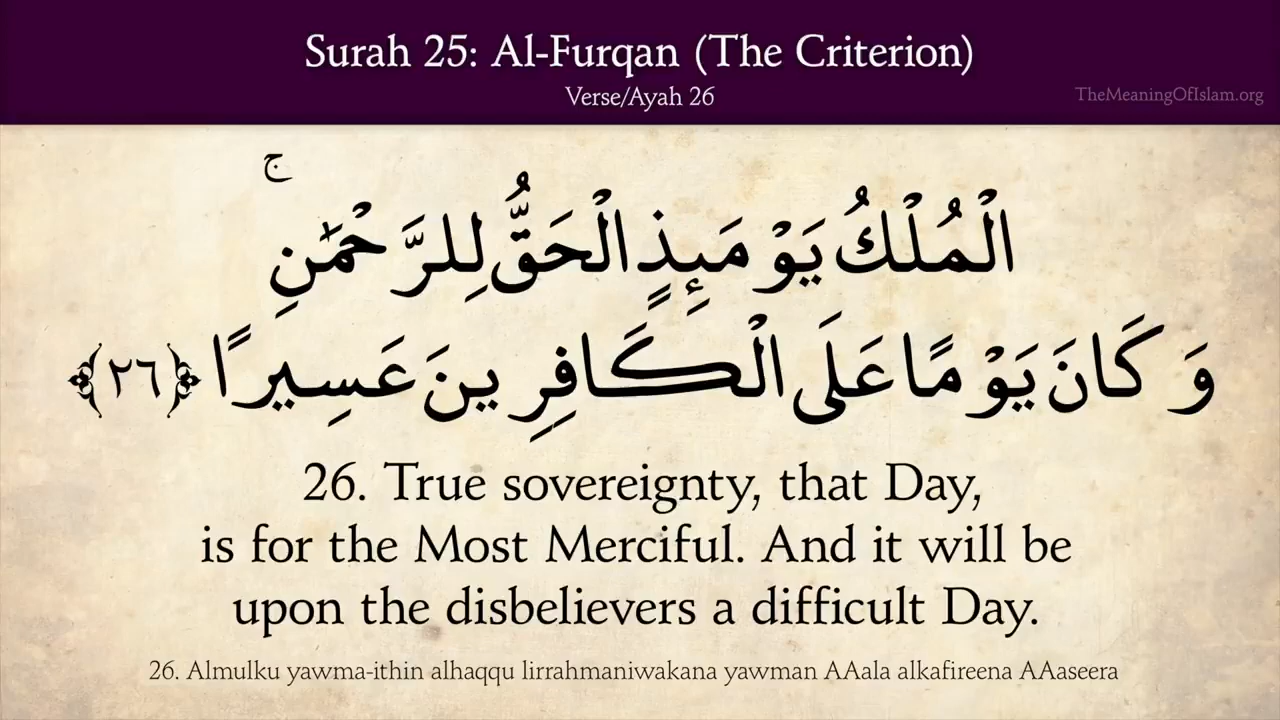 Surah 25: Al-Furqan (The Criterion)
Verse/Ayah 26
TheMeaningOfIslam.org
الْمُلْكُ يَوْمَئِذٍ الْحَقُّ لِلرَّحْمَٰنِ ۚ
وَكَانَ يَوْمًا عَلَى الْكَافِرِينَ عَسِيرًا ﴿٢٦﴾
26. True sovereignty, that Day,
is for the Most Merciful. And it will be
upon the disbelievers a difficult Day.
26. Almulku yawma-ithin alhaqqu lirrahmaniwakana yawman AAala alkafireena AAaseera